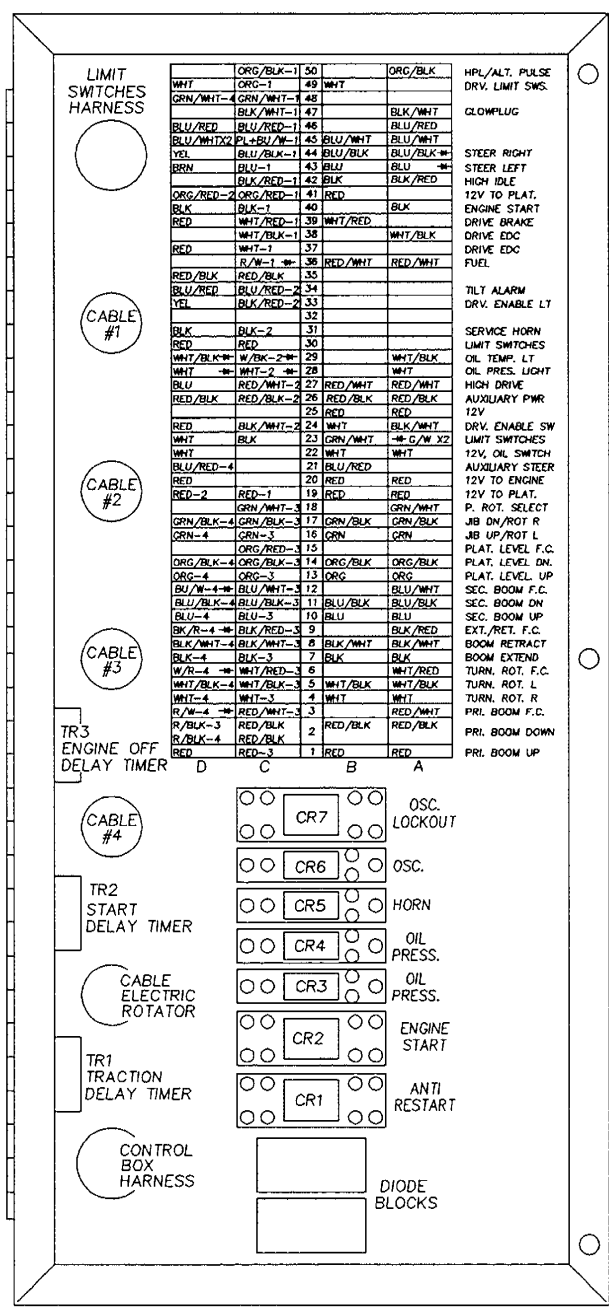 LIMIT
SWITCHES
HARNESS
ORG/BLK-1 50 ORG/BLK HPL/ALT. PULSE
WHT ORG-1 49 WHT DRV. LIMIT SWS.
GRN/WHT-4 GRN/WHT-1 48
BLK/WHT-1 47 BLK/WHT GLOWPLUG
BLU/RED BLU/RED-1 46 BLU/RED
BLU/WHTX2 PL+BU/W-1 45 BLU/WHT BLU/WHT
YEL BLU/BLK-1 44 BLU/BLK BLU/BLK STEER RIGHT
BRN BLU-1 43 BLU BLU STEER LEFT
BLK/RED-1 42 BLK BLK/RED HIGH IDLE
ORG/RED-2 ORG/RED-1 41 RED 12V TO PLAT.
BLK BLK-1 40 BLK ENGINE START
RED WHT/RED-1 39 WHT/RED DRIVE BRAKE
WHT/BLK-1 38 WHT/BLK DRIVE EDC
RED WHT-1 37 DRIVE EDC
R/W-1 36 RED/WHT RED/WHT FUEL
RED/BLK RED/BLK 35
BLU/RED BLU/RED-2 34 TILT ALARM
YEL BLK/RED-2 33 DRV. ENABLE LT
32
BLK BLK-2 31 SERVICE HORN
RED RED 30 LIMIT SWITCHES
WHT/BLK W/BK-2 29 WHT/BLK OIL TEMP. LT
WHT WHT-2 28 WHT OIL PRES. LIGHT
BLU RED/WHT-2 27 RED/WHT RED/WHT HIGH DRIVE
RED/BLK RED/BLK-2 26 RED/BLK RED/BLK AUXILIARY PWR
25 RED RED 12V
RED BLK/WHT-2 24 WHT BLK/WHT DRV. ENABLE SW
WHT BLK 23 GRN/WHT G/W X2 LIMIT SWITCHES
WHT 22 WHT WHT 12V, OIL SWITCH
BLU/RED-4 21 BLU/RED AUXILIARY STEER
RED 20 RED RED 12V TO ENGINE
RED-2 RED-1 19 RED RED 12V TO PLAT.
GRN/WHT-3 18 GRN/WHT P. ROT. SELECT
GRN/BLK-4 GRN/BLK-3 17 GRN/BLK GRN/BLK JIB DN/ROT R
GRN-4 GRN-3 16 GRN GRN JIB UP/ROT L
ORG/RED-3 15 PLAT. LEVEL F.C.
ORG/BLK-4 ORG/BLK-3 14 ORG/BLK ORG/BLK PLAT. LEVEL DN.
ORG-4 ORG-3 13 ORG ORG PLAT. LEVEL. UP
BU/W-4 BLU/WHT-3 12 BLU/WHT SEC. BOOM F.C.
BLU/BLK-4 BLU/BLK-3 11 BLU/BLK BLU/BLK SEC. BOOM DN
BLU-4 BLU-3 10 BLU BLU SEC. BOOM UP
BK/R-4 BLK/RED-3 9 BLK/RED EXT./RET. F.C.
BLK/WHT-4 BLK/WHT-3 8 BLK/WHT BLK/WHT BOOM RETRACT
BLK-4 BLK-3 7 BLK BLK BOOM EXTEND
W/R-4 WHT/RED-3 6 WHT/RED TURN. ROT. F.C.
WHT/BLK-4 WHT/BLK-3 5 WHT/BLK WHT/BLK TURN. ROT. L
WHT-4 WHT-3 4 WHT WHT TURN. ROT. R
R/W-4 RED/WHT-3 3 RED/WHT PRI. BOOM F.C.
R/BLK-3 RED/BLK 2 RED/BLK RED/BLK PRI. BOOM DOWN
R/BLK-4 RED/BLK
RED RED-3 1 RED RED PRI. BOOM UP
D C B A
CABLE
#1
CABLE
#2
CABLE
#3
TR3
ENGINE OFF
DELAY TIMER
CABLE
#4
TR2
START
DELAY TIMER
CABLE
ELECTRIC
ROTATOR
TR1
TRACTION
DELAY TIMER
CONTROL
BOX
HARNESS
CR7 OSC.
LOCKOUT
CR6 OSC.
CR5 HORN
CR4 OIL
PRESS.
CR3 OIL
PRESS.
CR2 ENGINE
START
CR1 ANTI
RESTART
DIODE
BLOCKS